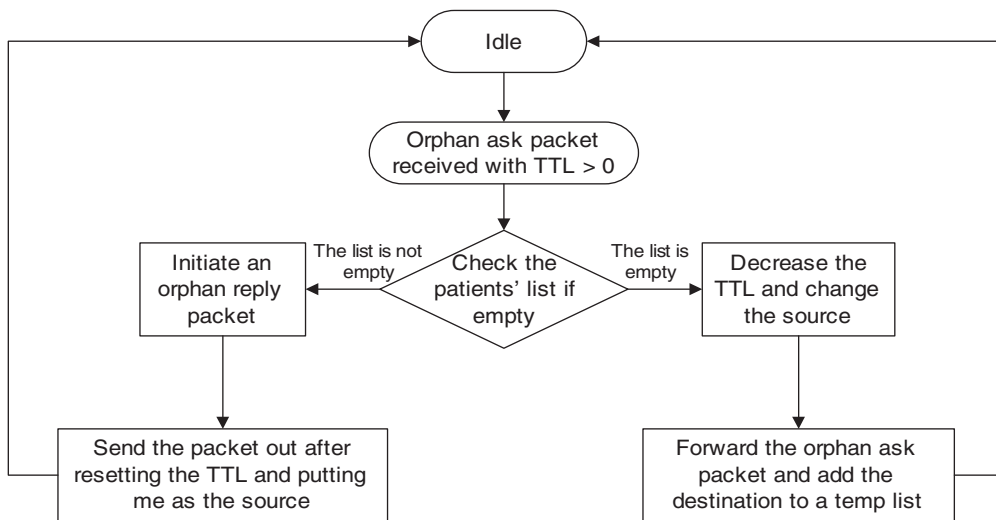 Idle
Orphan ask packet
received with TTL > 0
The list is not
empty
The list is
empty
Initiate an
orphan reply
packet
Check the
patients' list if
empty
Decrease the
TTL and change
the source
Send the packet out after
resetting the TTL and putting
me as the source
Forward the orphan ask
packet and add the
destination to a temp list